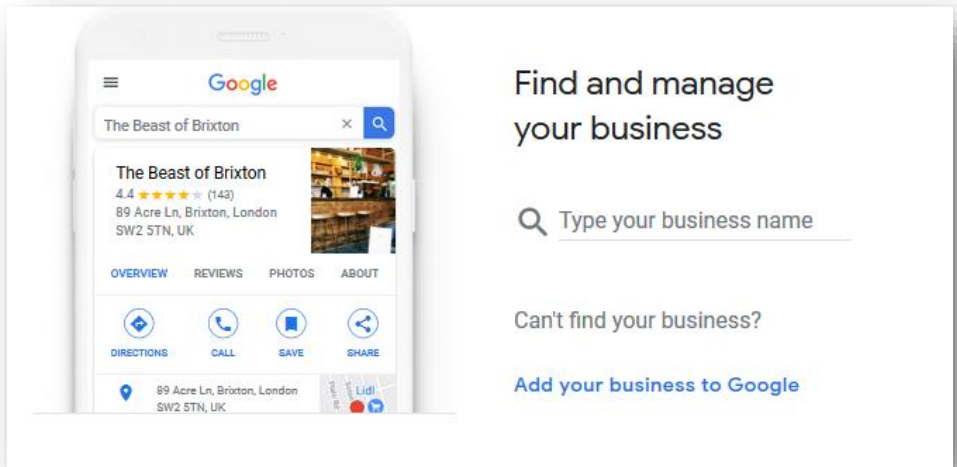 Google
The Beast of Brixton
The Beast of Brixton
4.4 (143)
89 Acre Ln, Brixton, London
SW2 5TN, UK
OVERVIEW REVIEWS PHOTOS ABOUT
DIRECTIONS CALL SAVE SHARE
89 Acre Ln, Brixton, London
SW2 5TN, UK
Lidl
Find and manage
your business
Type your business name
Can't find your business?
Add your business to Google